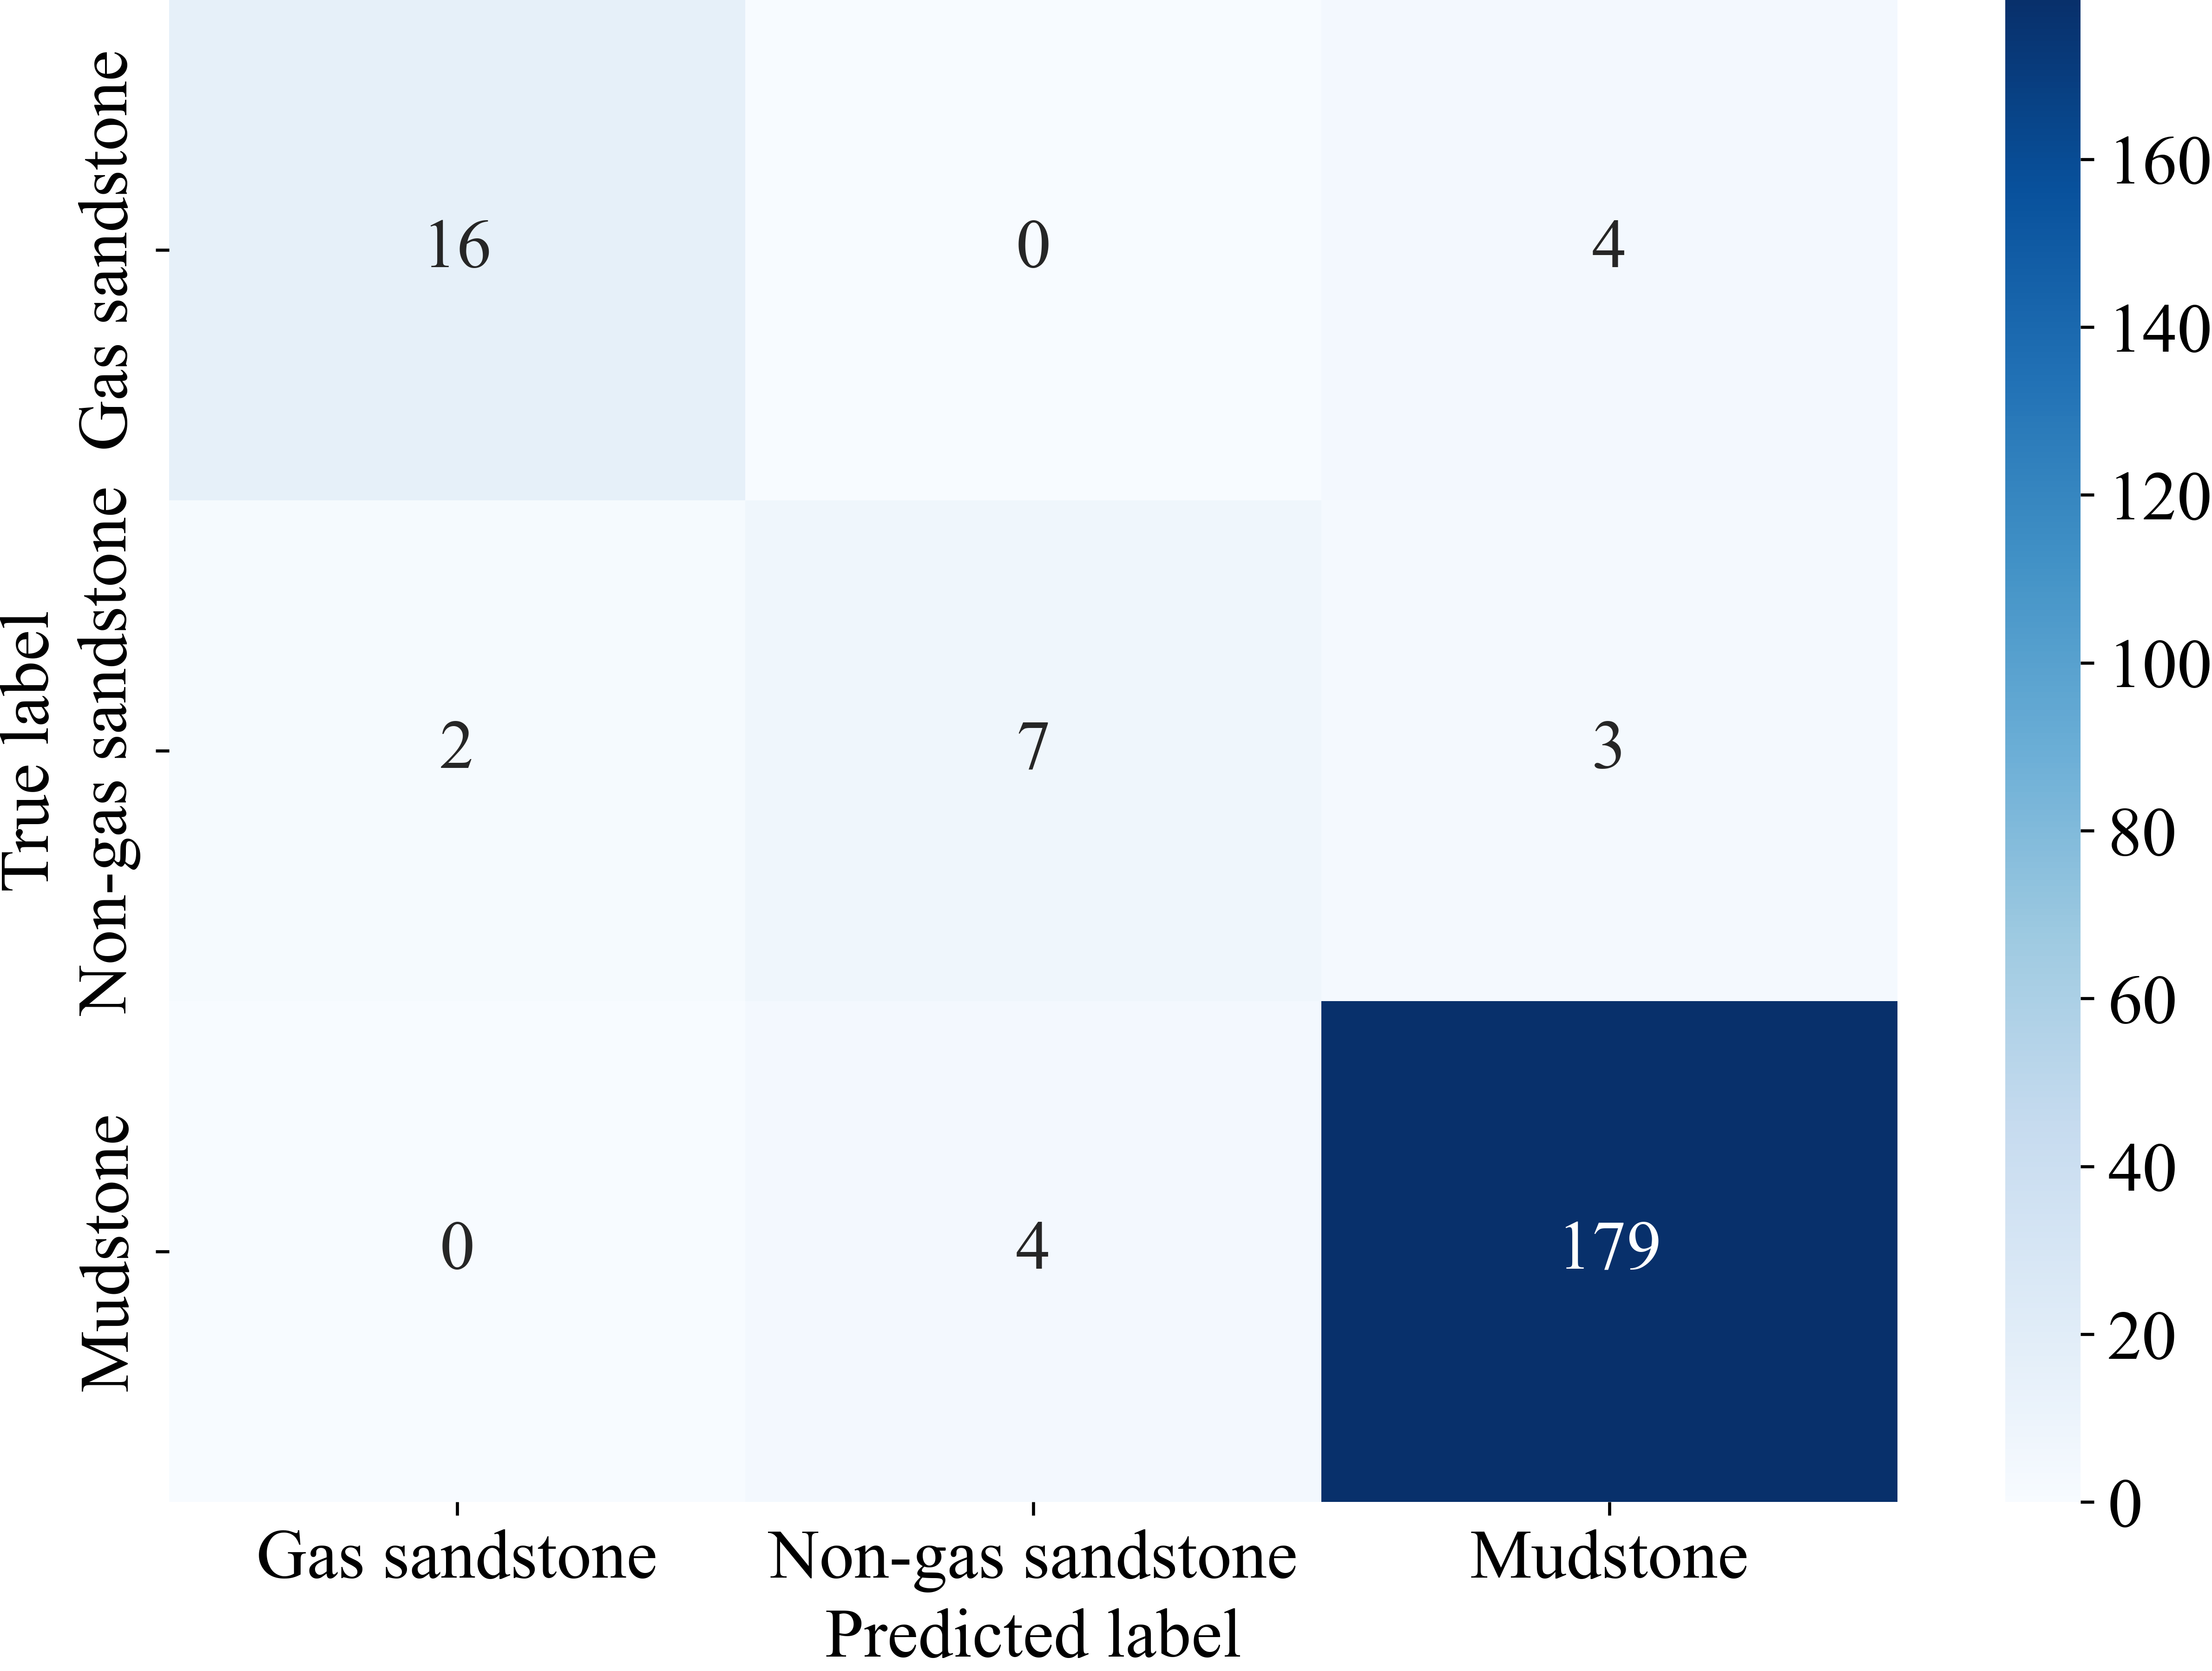 True label
Gas sandstone
Non-gas sandstone
Mudstone
16 0 4
2 7 3
0 4 179
Gas sandstone Non-gas sandstone Mudstone
Predicted label
160
140
120
100
80
60
40
20
0